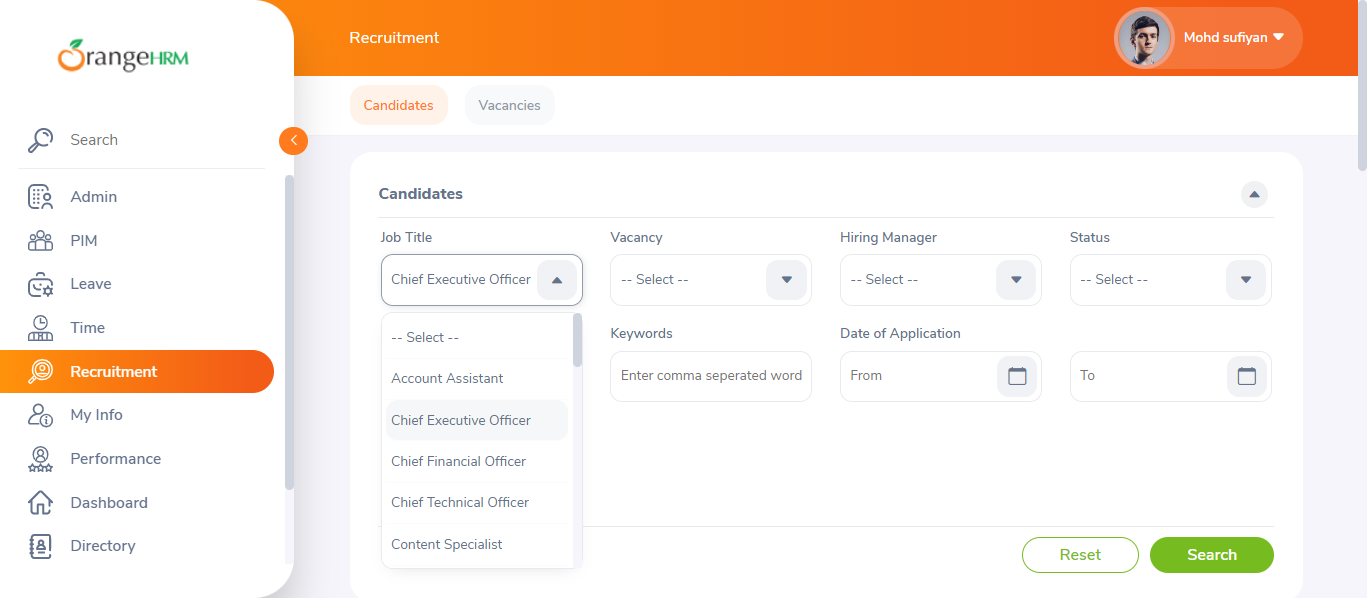 OrangeHRM
Search
Admin
PIM
Leave
Time
Recruitment
My Info
Performance
Dashboard
Directory
Recruitment
Mohd sufiyan
Candidates
Vacancies
Candidates
Job Title
Vacancy
Hiring Manager
Status
Chief Executive Officer
-- Select --
-- Select --
-- Select --
-- Select --
Account Assistant
Chief Executive Officer
Chief Financial Officer
Chief Technical Officer
Content Specialist
Keywords
Date of Application
Enter comma seperated word
From
To
Reset
Search